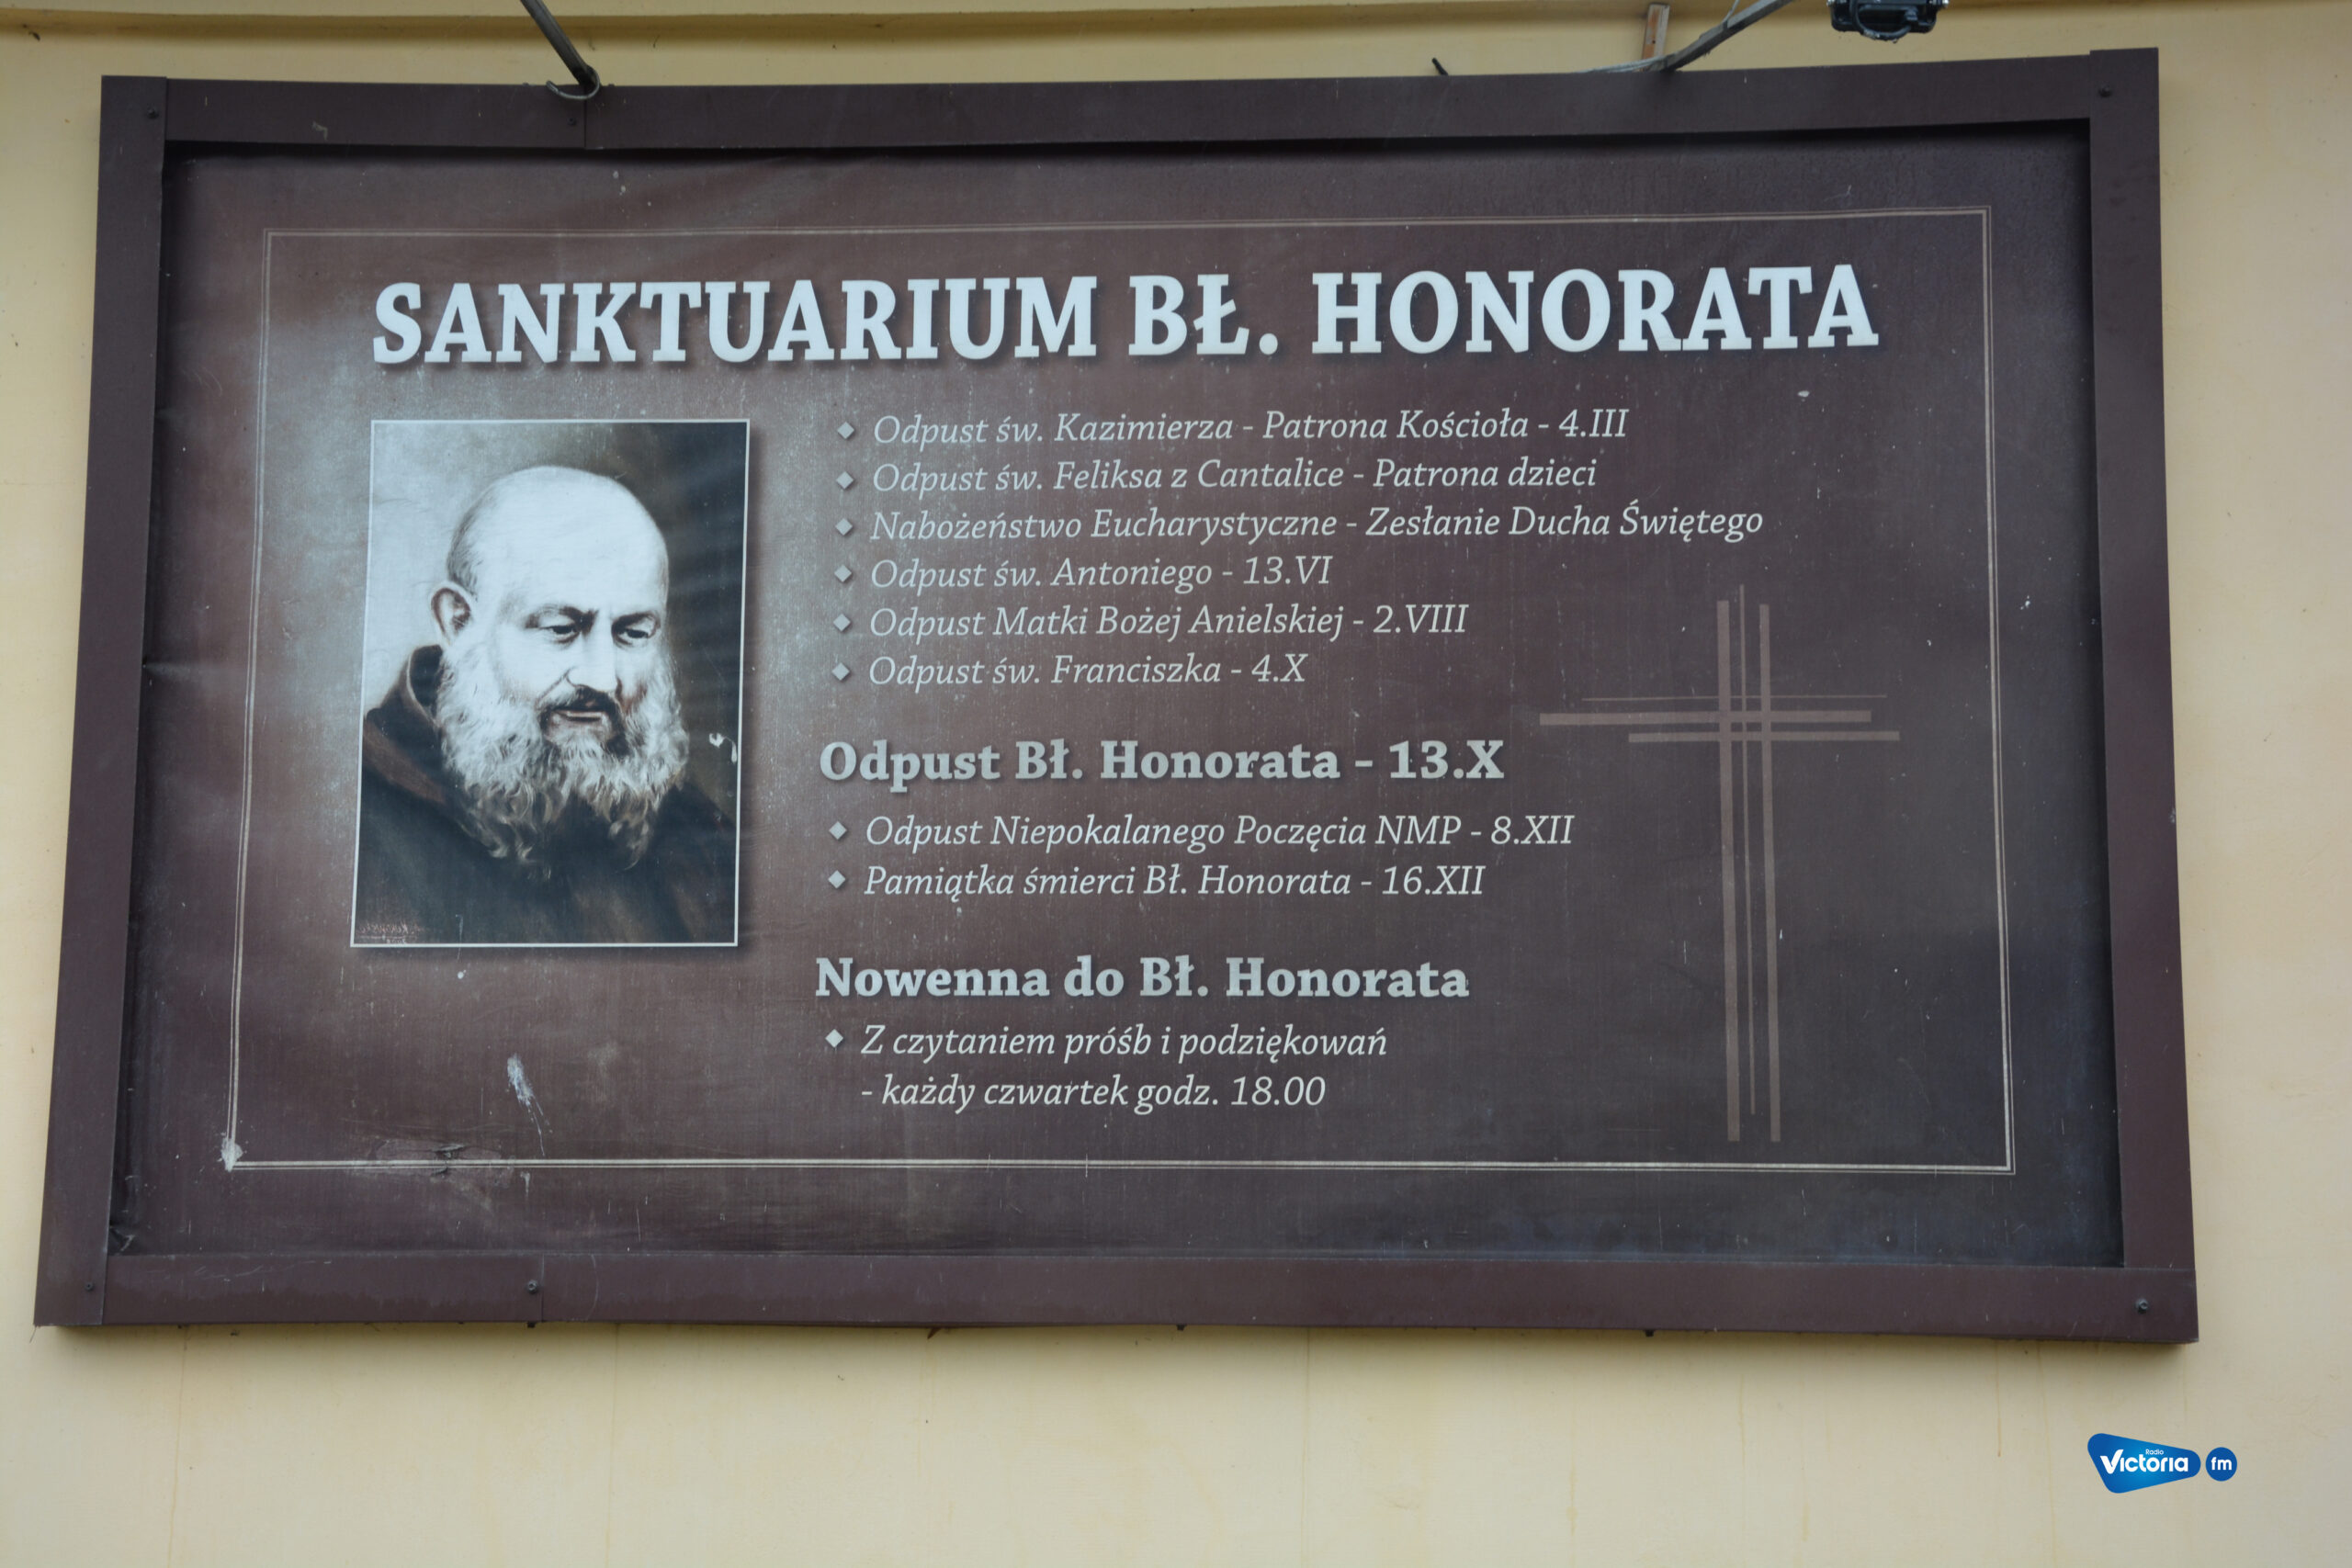 SANKTUARIUM BŁ. HONORATA
Odpust św. Kazimierza - Patrona Kościoła - 4.III
Odpust św. Feliksa z Cantalice - Patrona dzieci
Nabożeństwo Eucharystyczne - Zesłanie Ducha Świętego
Odpust św. Antoniego - 13.VI
Odpust Matki Bożej Anielskiej - 2.VIII
Odpust św. Franciszka - 4.X
Odpust Bł. Honorata - 13.X
Odpust Niepokalanego Poczęcia NMP - 8.XII
Pamiątka śmierci Bł. Honorata - 16.XII
Nowenna do Bł. Honorata
Z czytaniem próśb i podziękowań
- każdy czwartek godz. 18.00
Radio
Victoria fm